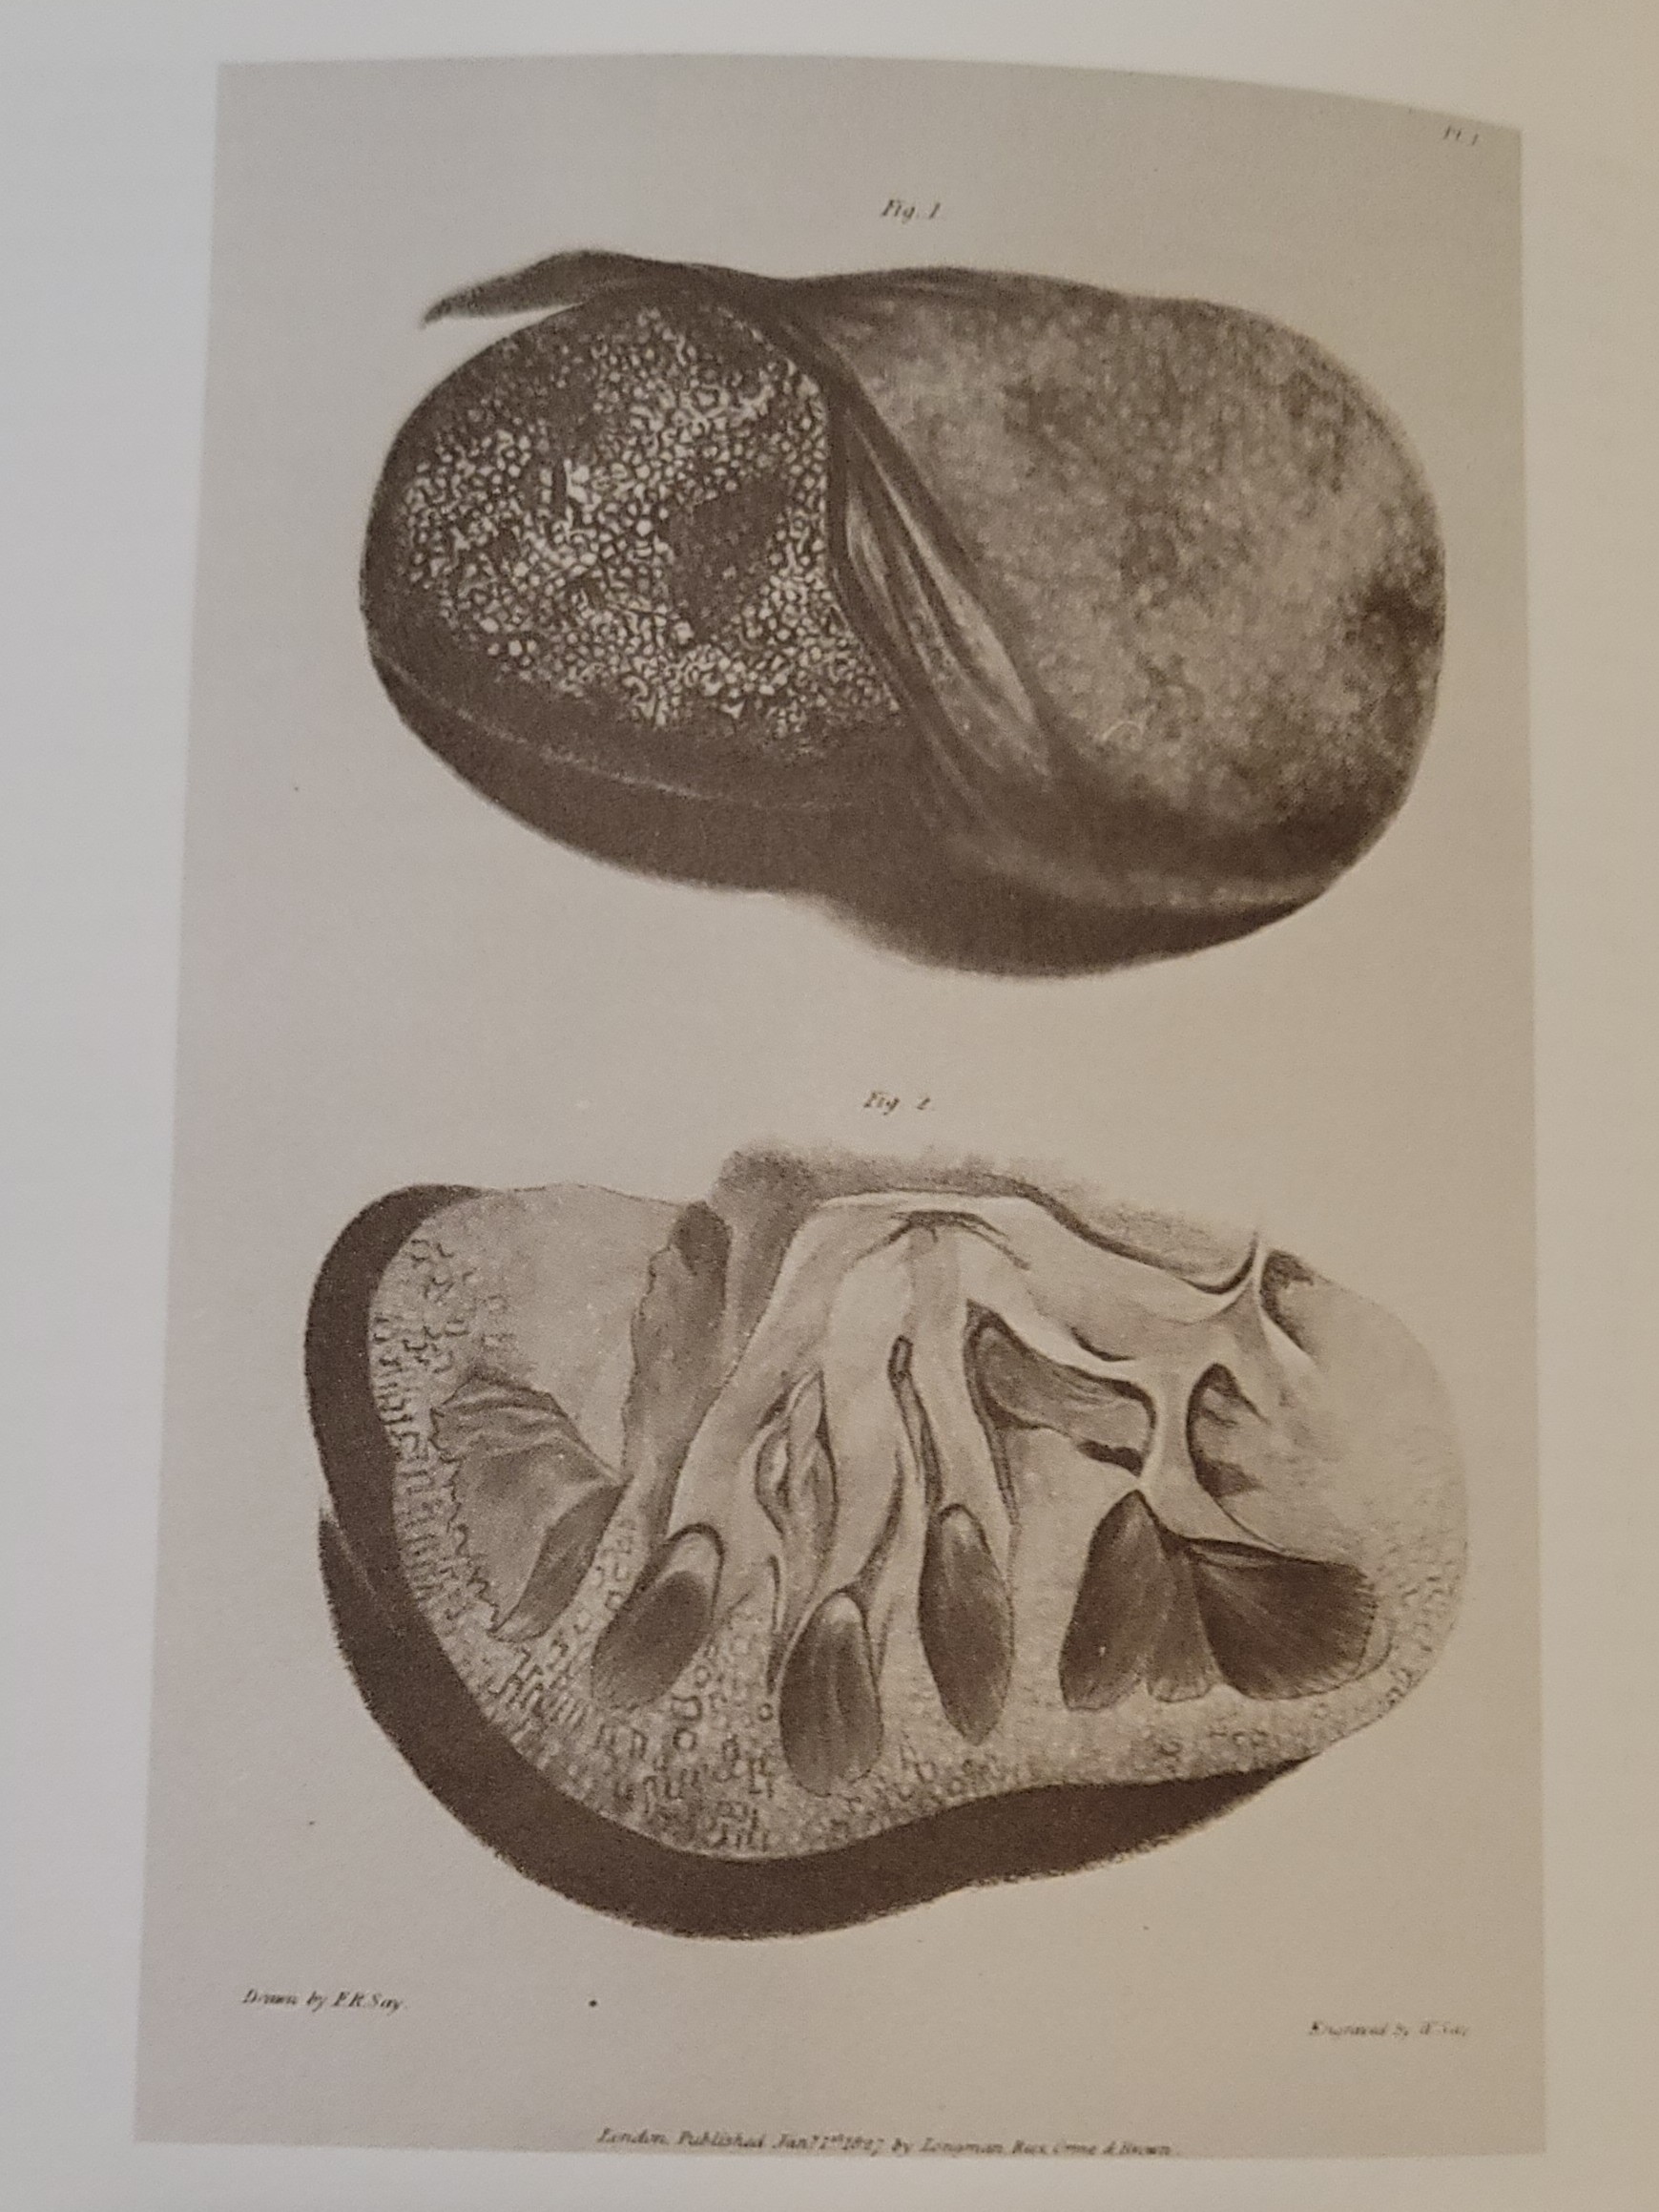 Pl. 1
Fig. 1
Fig. 2
Drawn by F.R. Say.
Engraved by W. Say
London, Published Jany. 1st 1827, by Longman, Rees, Orme & Brown.